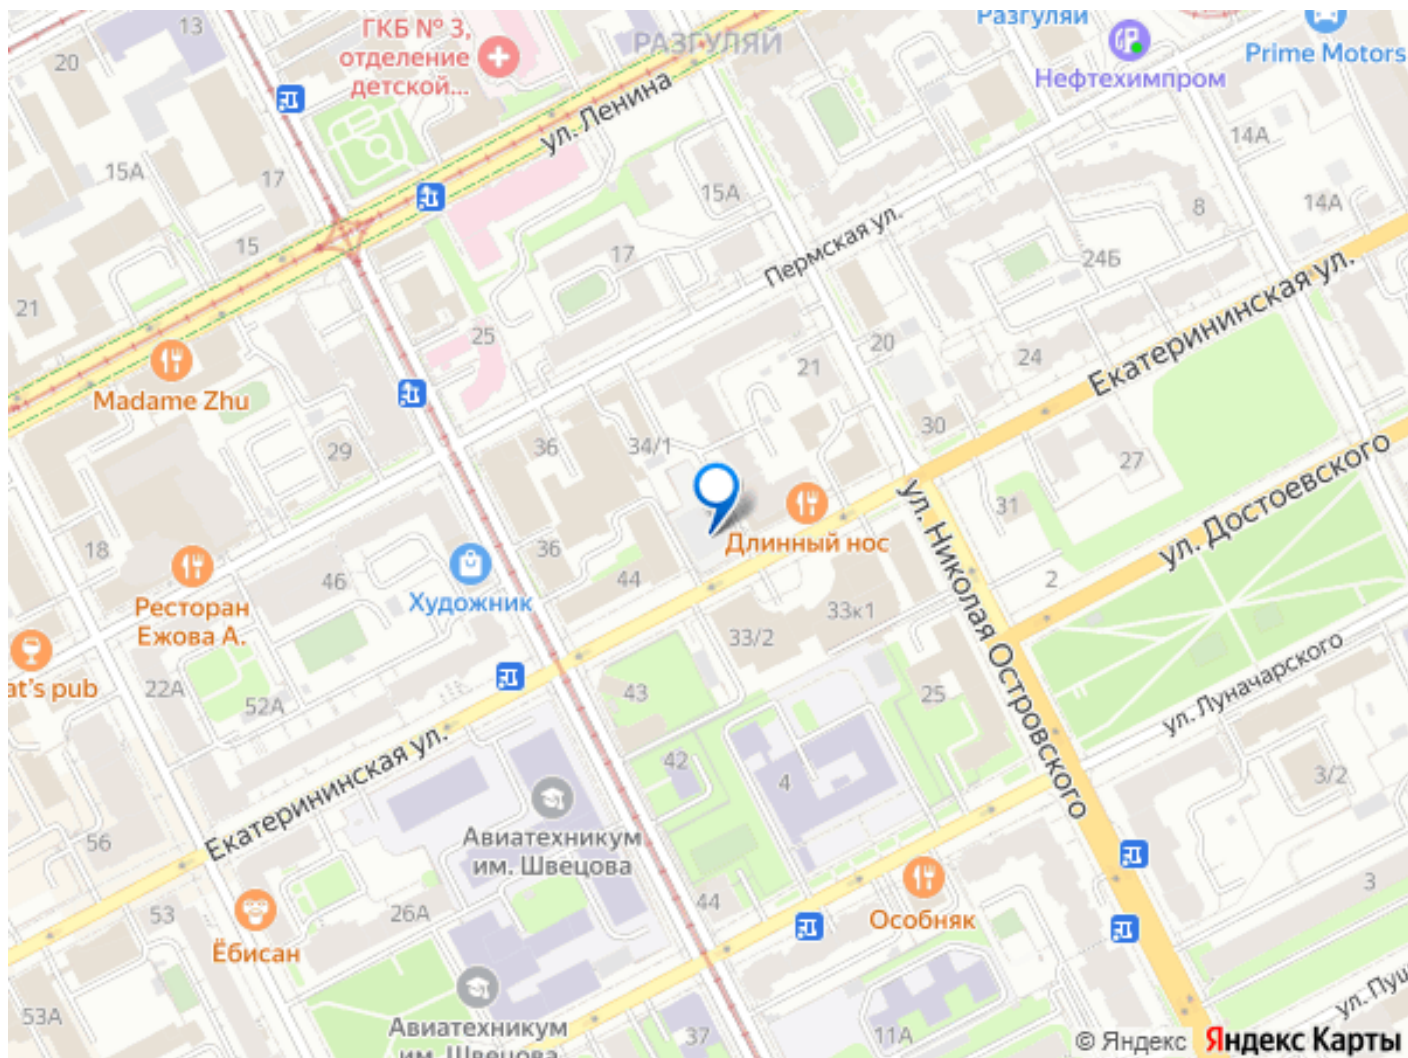 13
20
ГКБ № 3,
отделение
детской...
РАЗГУЛЯЙ
Разгуляй
Нефтехимпром
Prime Motors
ул. Ленина
15А
17
15
21
15А
17
Пермская ул.
14А
14А
8
24Б
Екатерининская ул.
25
20
24
21
Madame Zhu
29
36
34/1
30
27
31
ул. Достоевского
Длинный нос
ул. Николая Островского
18
46
Ресторан
Ежова А.
Художник
36
44
33к1
33/2
2
at's pub
22А
52А
43
25
ул. Луначарского
Екатерининская ул.
42
4
3/2
56
Авиатехникум
им. Швецова
53
26А
Ёбисан
44
Особняк
3
53А
Авиатехникум
им. Швецова
37
11А
ул. Пуш
© Яндекс Яндекс Карты